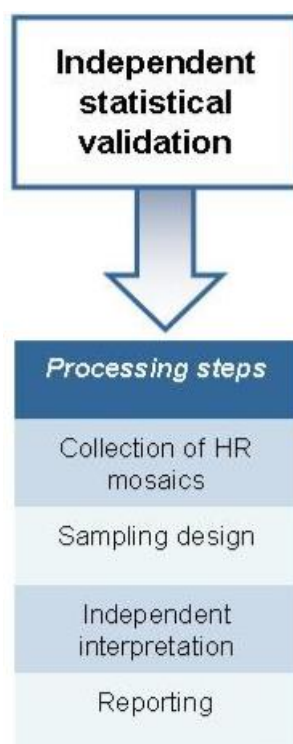 Independent
statistical
validation
Processing steps
Collection of HR
mosaics
Sampling design
Independent
interpretation
Reporting